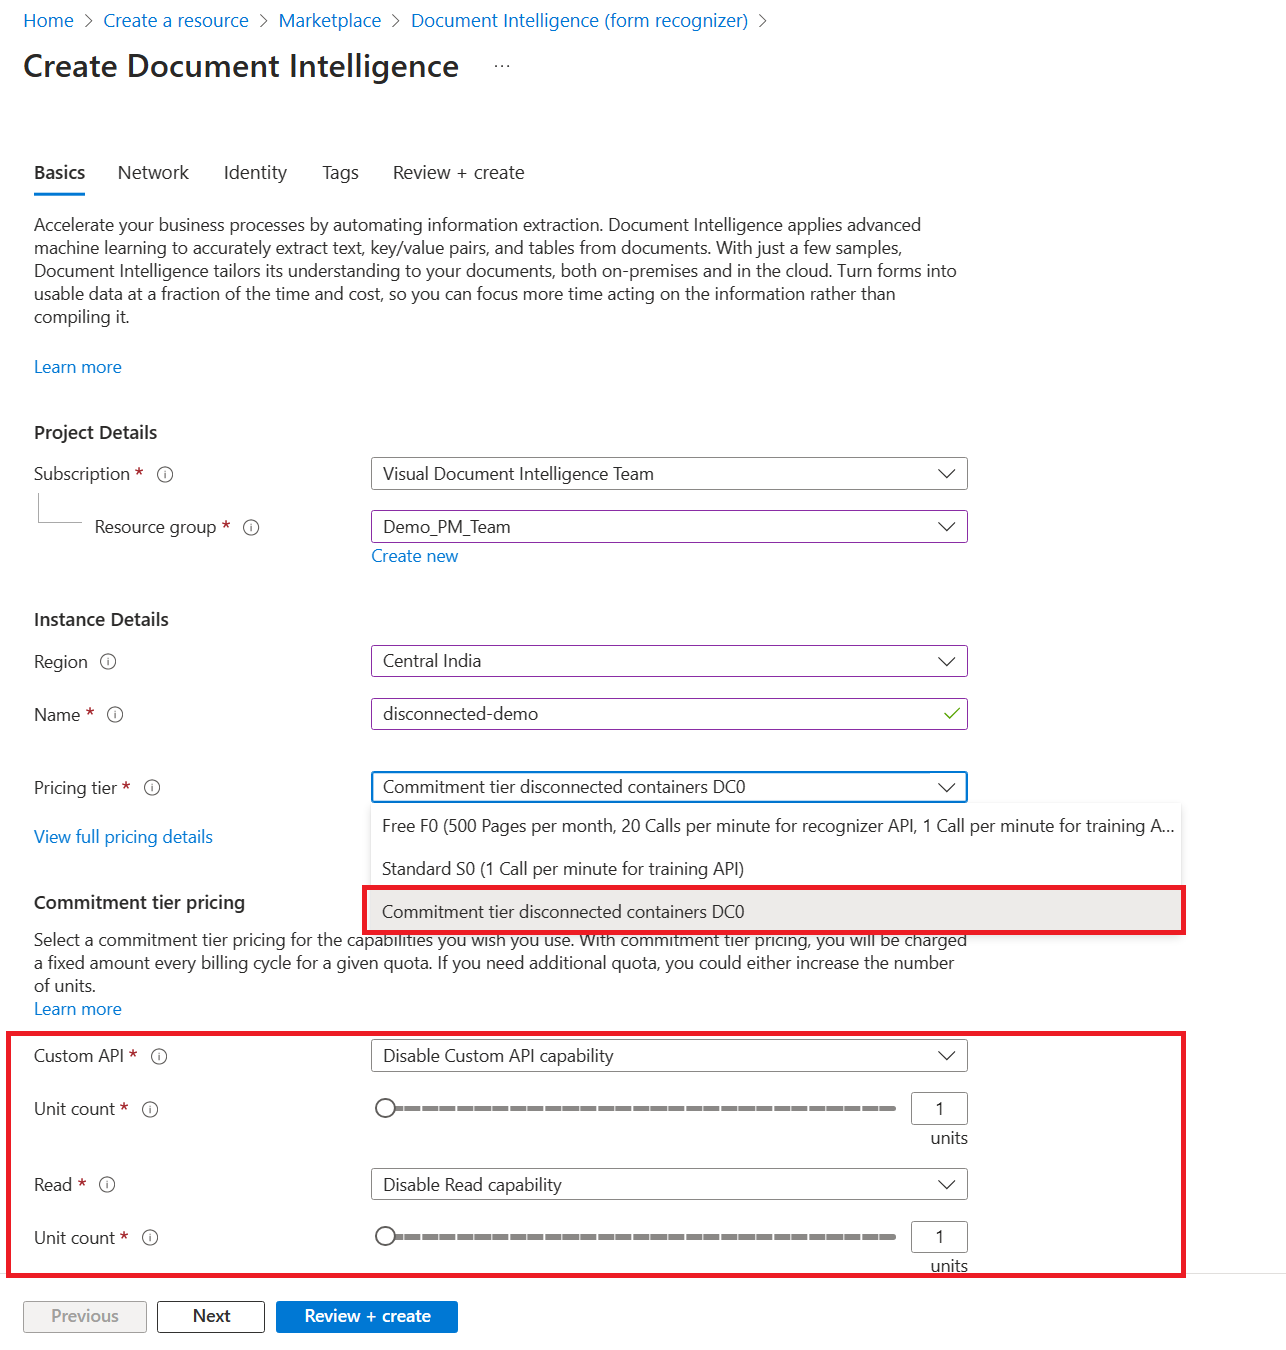 Home > Create a resource > Marketplace > Document Intelligence (form recognizer) >
Create Document Intelligence ...
Basics Network Identity Tags Review + create
Accelerate your business processes by automating information extraction. Document Intelligence applies advanced
machine learning to accurately extract text, key/value pairs, and tables from documents. With just a few samples,
Document Intelligence tailors its understanding to your documents, both on-premises and in the cloud. Turn forms into
usable data at a fraction of the time and cost, so you can focus more time acting on the information rather than
compiling it.
Learn more
Project Details
Subscription * Visual Document Intelligence Team
Resource group * Demo_PM_Team
Create new
Instance Details
Region Central India
Name * disconnected-demo
Pricing tier * Commitment tier disconnected containers DC0
Free F0 (500 Pages per month, 20 Calls per minute for recognizer API, 1 Call per minute for training A...
View full pricing details
Standard S0 (1 Call per minute for training API)
Commitment tier pricing
Commitment tier disconnected containers DC0
Select a commitment tier pricing for the capabilities you wish you use. With commitment tier pricing, you will be charged
a fixed amount every billing cycle for a given quota. If you need additional quota, you could either increase the number
of units.
Learn more
Custom API * Disable Custom API capability
Unit count * 1
units
Read * Disable Read capability
Unit count * 1
units
Previous Next Review + create